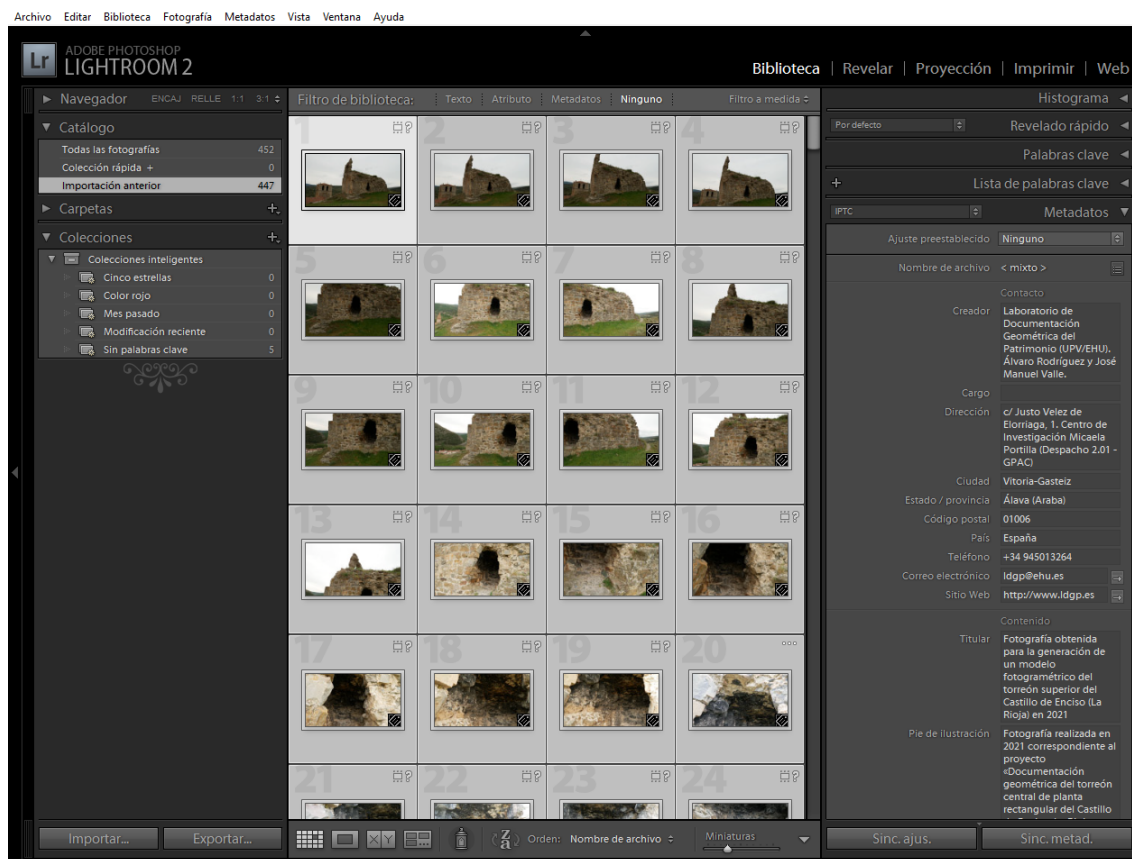 Archivo Editar Biblioteca Fotografía Metadatos Vista Ventana Ayuda
Lr
ADOBE PHOTOSHOP
LIGHTROOM 2
Biblioteca | Revelar | Proyección | Imprimir | Web
Navegador ENCAJ RELLE 1:1 3:1
Catálogo
Todas las fotografías 452
Colección rápida + 0
Importación anterior 447
Carpetas
Colecciones
Colecciones inteligentes
Cinco estrellas 0
Color rojo 0
Mes pasado 0
Modificación reciente 0
Sin palabras clave 5
Importar... Exportar...
Filtro de biblioteca: Texto Atributo Metadatos Ninguno Filtro a medida
1 2 3 4
5 6 7 8
9 10 11 12
13 14 15 16
17 18 19 20
21 22 23 24
XY
Orden: Nombre de archivo
Miniaturas
Histograma
Por defecto Revelado rápido
Palabras clave
+ Lista de palabras clave
IPTC Metadatos
Ajuste preestablecido Ninguno
Nombre de archivo < mixto >
Contacto
Creador Laboratorio de
Documentación
Geométrica del
Patrimonio (UPV/EHU).
Álvaro Rodríguez y José
Manuel Valle.
Cargo
Dirección c/ Justo Velez de
Elorriaga, 1. Centro de
Investigación Micaela
Portilla (Despacho 2.01 -
GPAC)
Ciudad Vitoria-Gasteiz
Estado / provincia Álava (Araba)
Código postal 01006
País España
Teléfono +34 945013264
Correo electrónico ldgp@ehu.es
Sitio Web http://www.ldgp.es
Contenido
Titular Fotografía obtenida
para la generación de
un modelo
fotogramétrico del
torreón superior del
Castillo de Enciso (La
Rioja) en 2021
Pie de ilustración Fotografía realizada en
2021 correspondiente al
proyecto
«Documentación
geométrica del torreón
central de planta
rectangular del Castillo
Sinc. ajus. Sinc. metad.